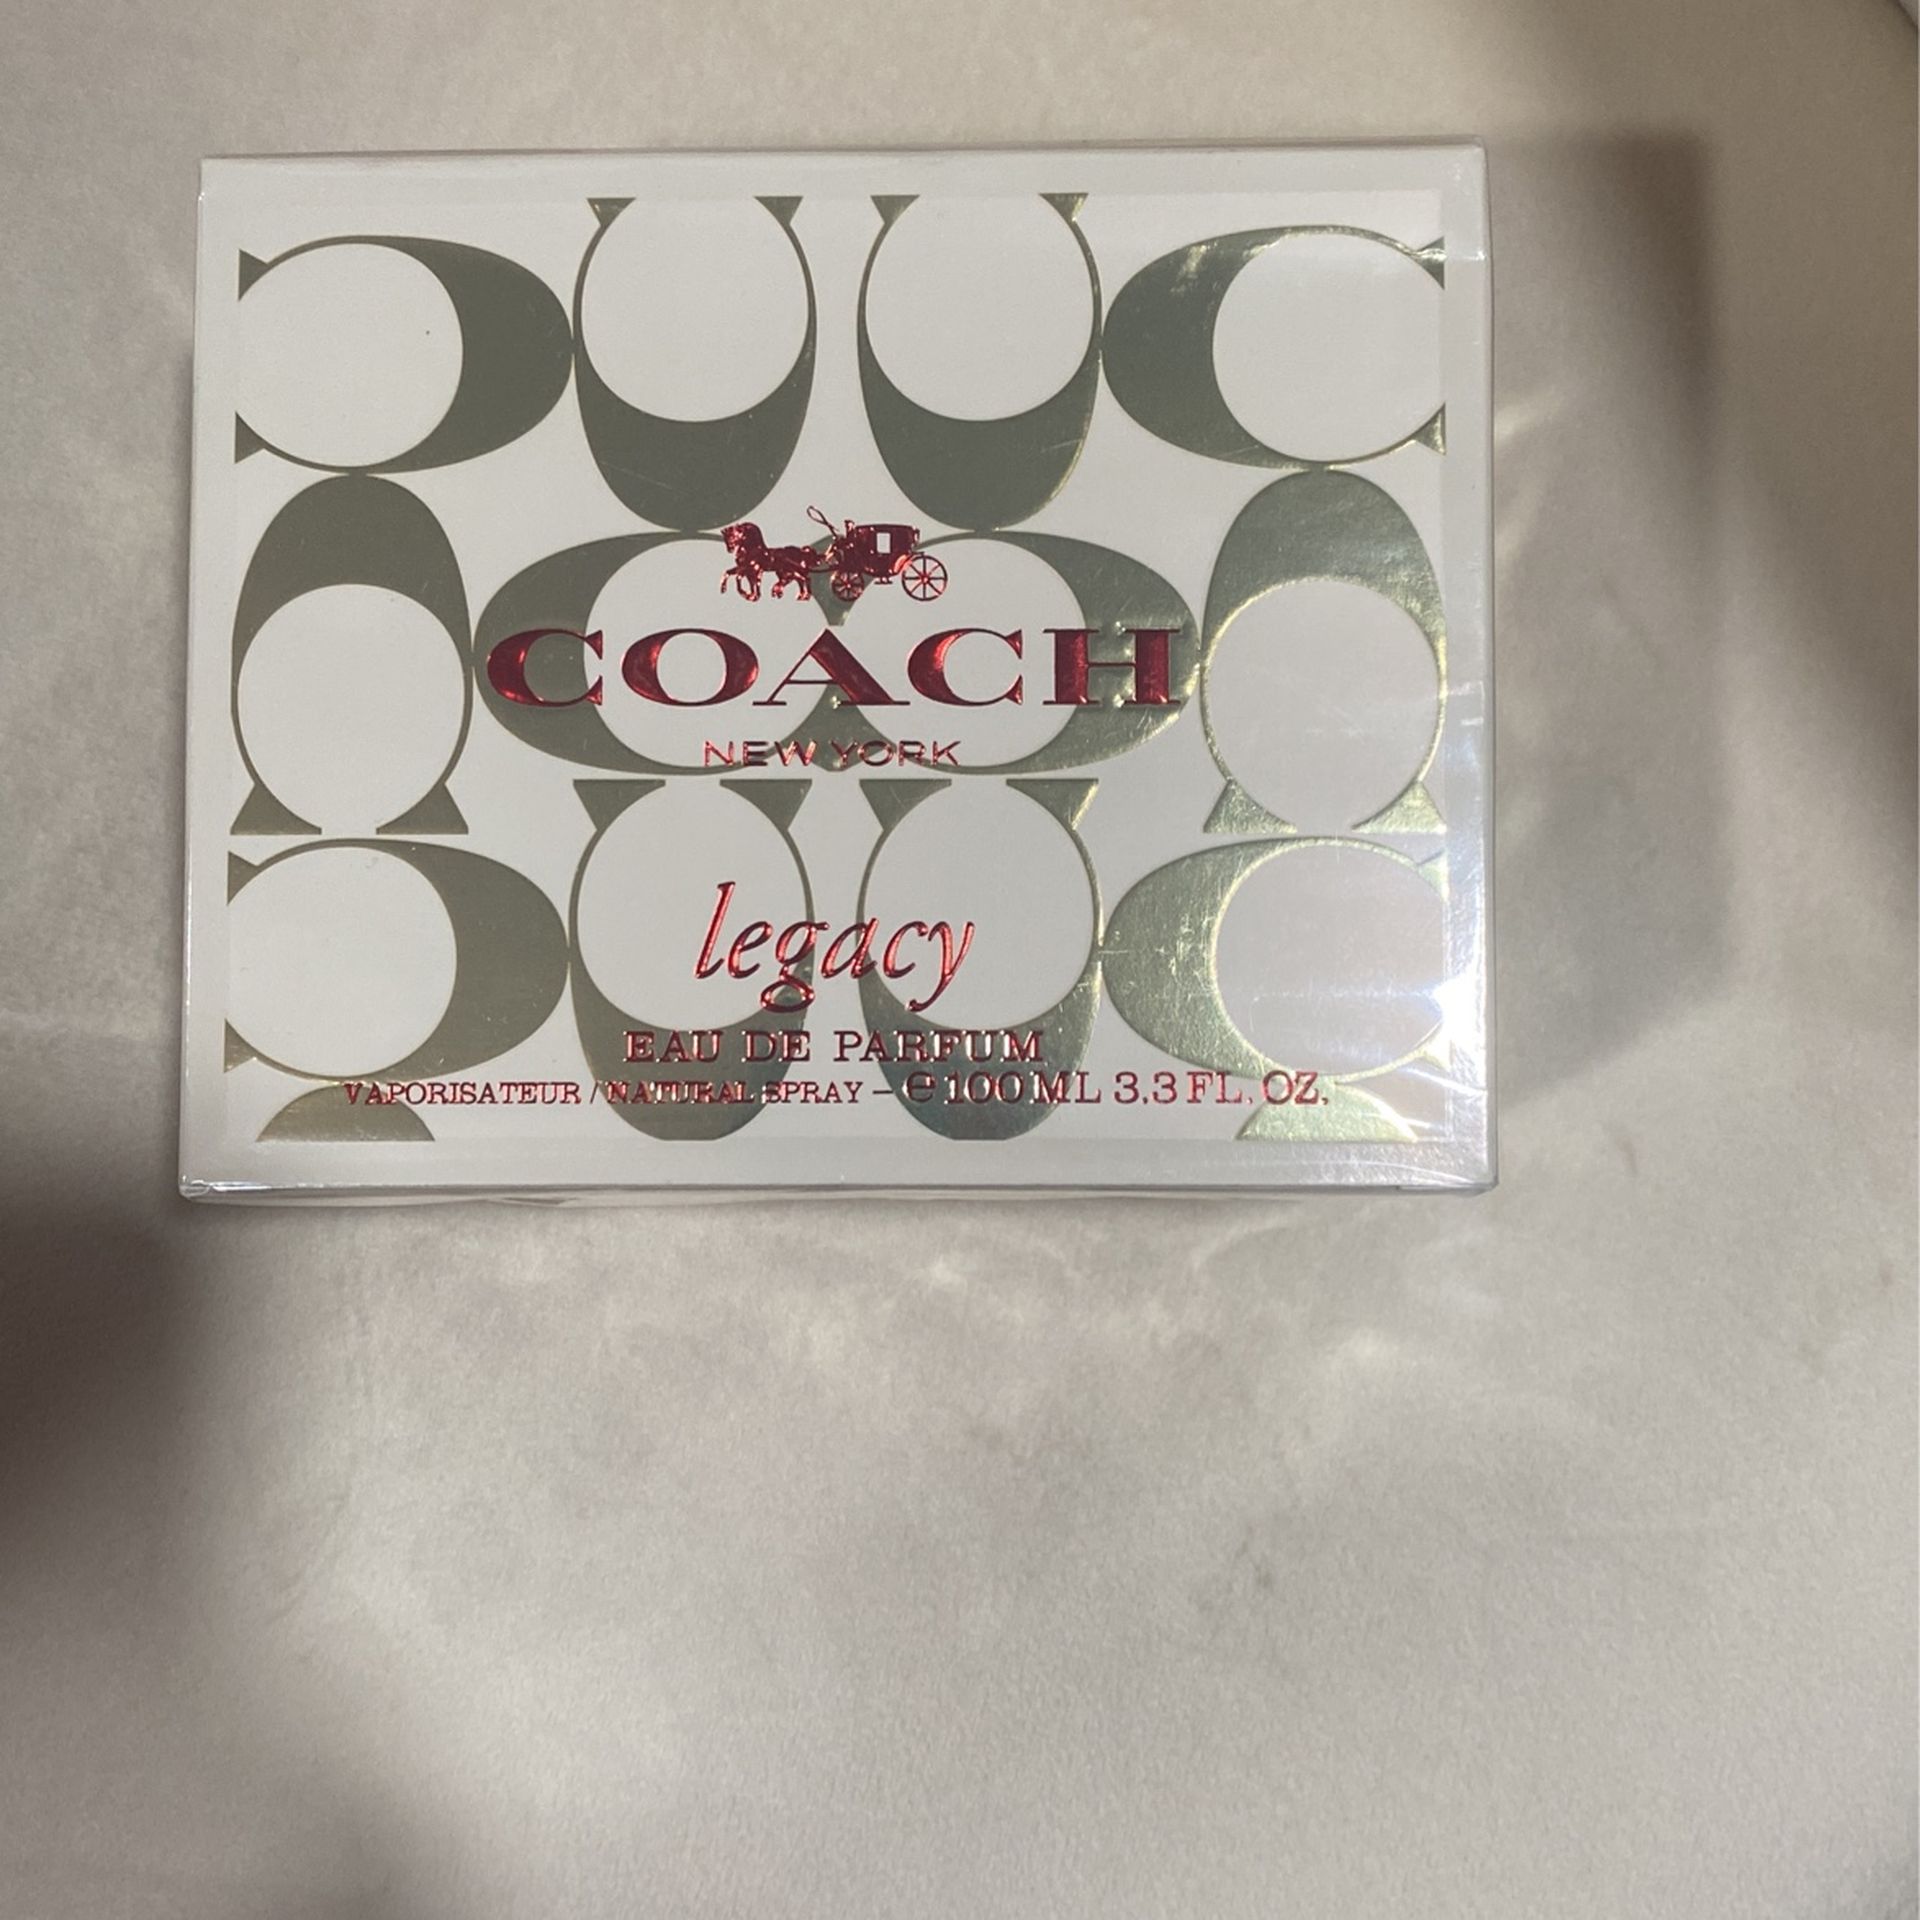 COACH
NEW YORK
legacy
EAU DE PARFUM
VAPORISATEUR / NATURAL SPRAY – ℮ 100 ML 3.3 FL. OZ.